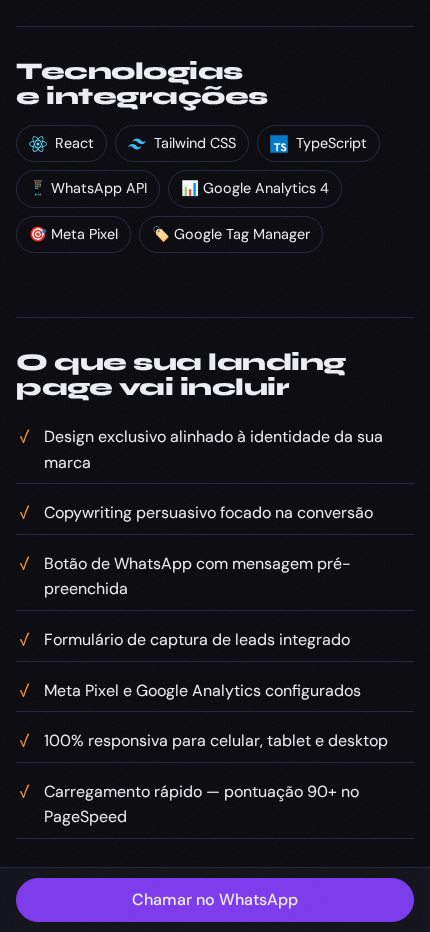 Tecnologias
e integrações
React
Tailwind CSS
TS
TypeScript
WhatsApp API
Google Analytics 4
Meta Pixel
Google Tag Manager
O que sua landing
page vai incluir
✓ Design exclusivo alinhado à identidade da sua
marca
✓ Copywriting persuasivo focado na conversão
✓ Botão de WhatsApp com mensagem pré-
preenchida
✓ Formulário de captura de leads integrado
✓ Meta Pixel e Google Analytics configurados
✓ 100% responsiva para celular, tablet e desktop
✓ Carregamento rápido — pontuação 90+ no
PageSpeed
Chamar no WhatsApp